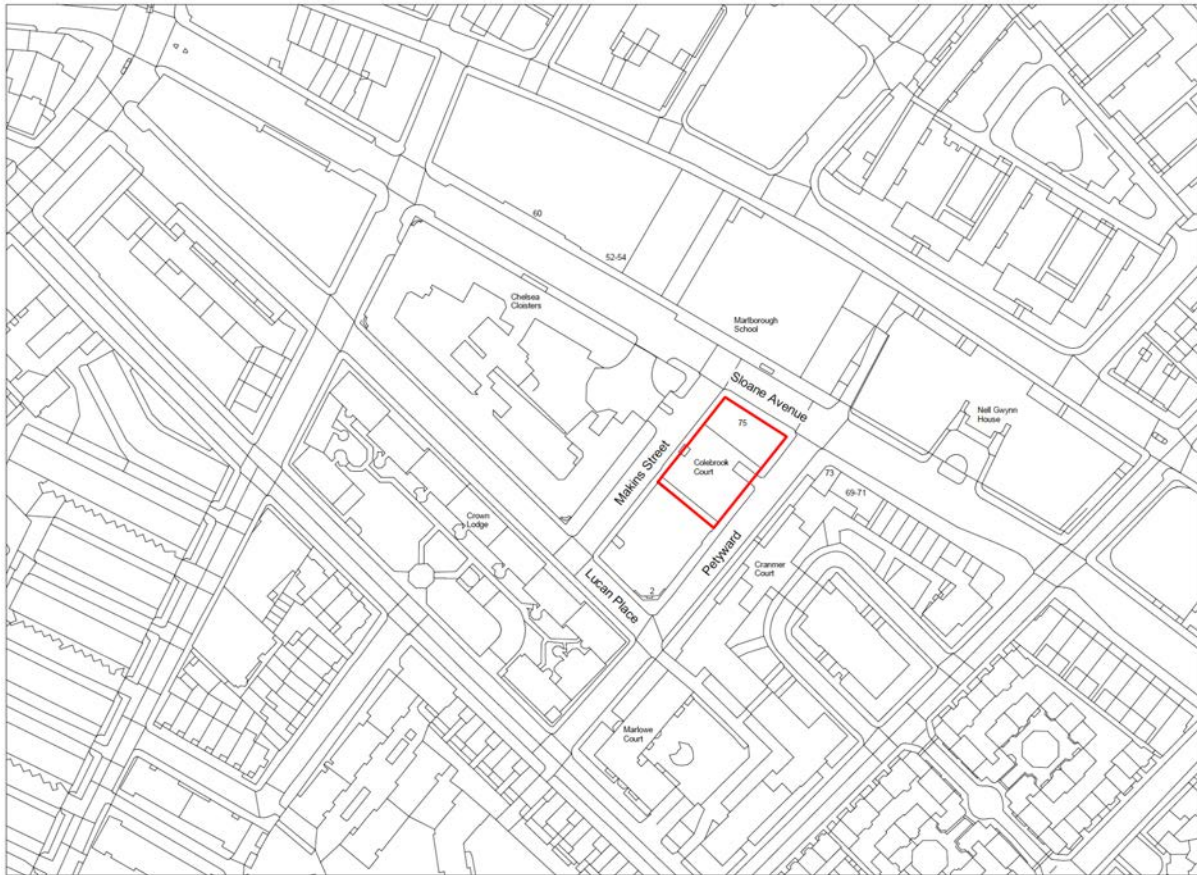 60
52-54
Chelsea
Cloisters
Marlborough
School
Sloane Avenue
75
Nell Gwynn
House
Makins Street
Colebrook
Court
73
69-71
Crown
Lodge
Petyward
Cranmer
Court
Lucan Place
2
Marlowe
Court